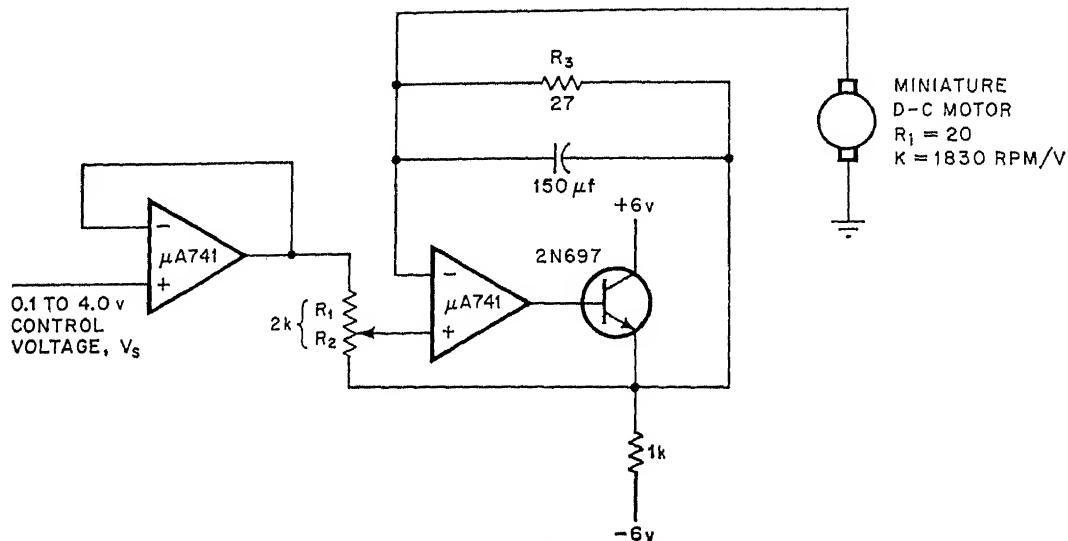 R3
27
150 μf
MINIATURE
D-C MOTOR
R1 = 20
K = 1830 RPM/V
+6v
2N697
−
μA741
+
−
μA741
+
0.1 TO 4.0 v
CONTROL
VOLTAGE, VS
2k { R1
R2
1k
−6v